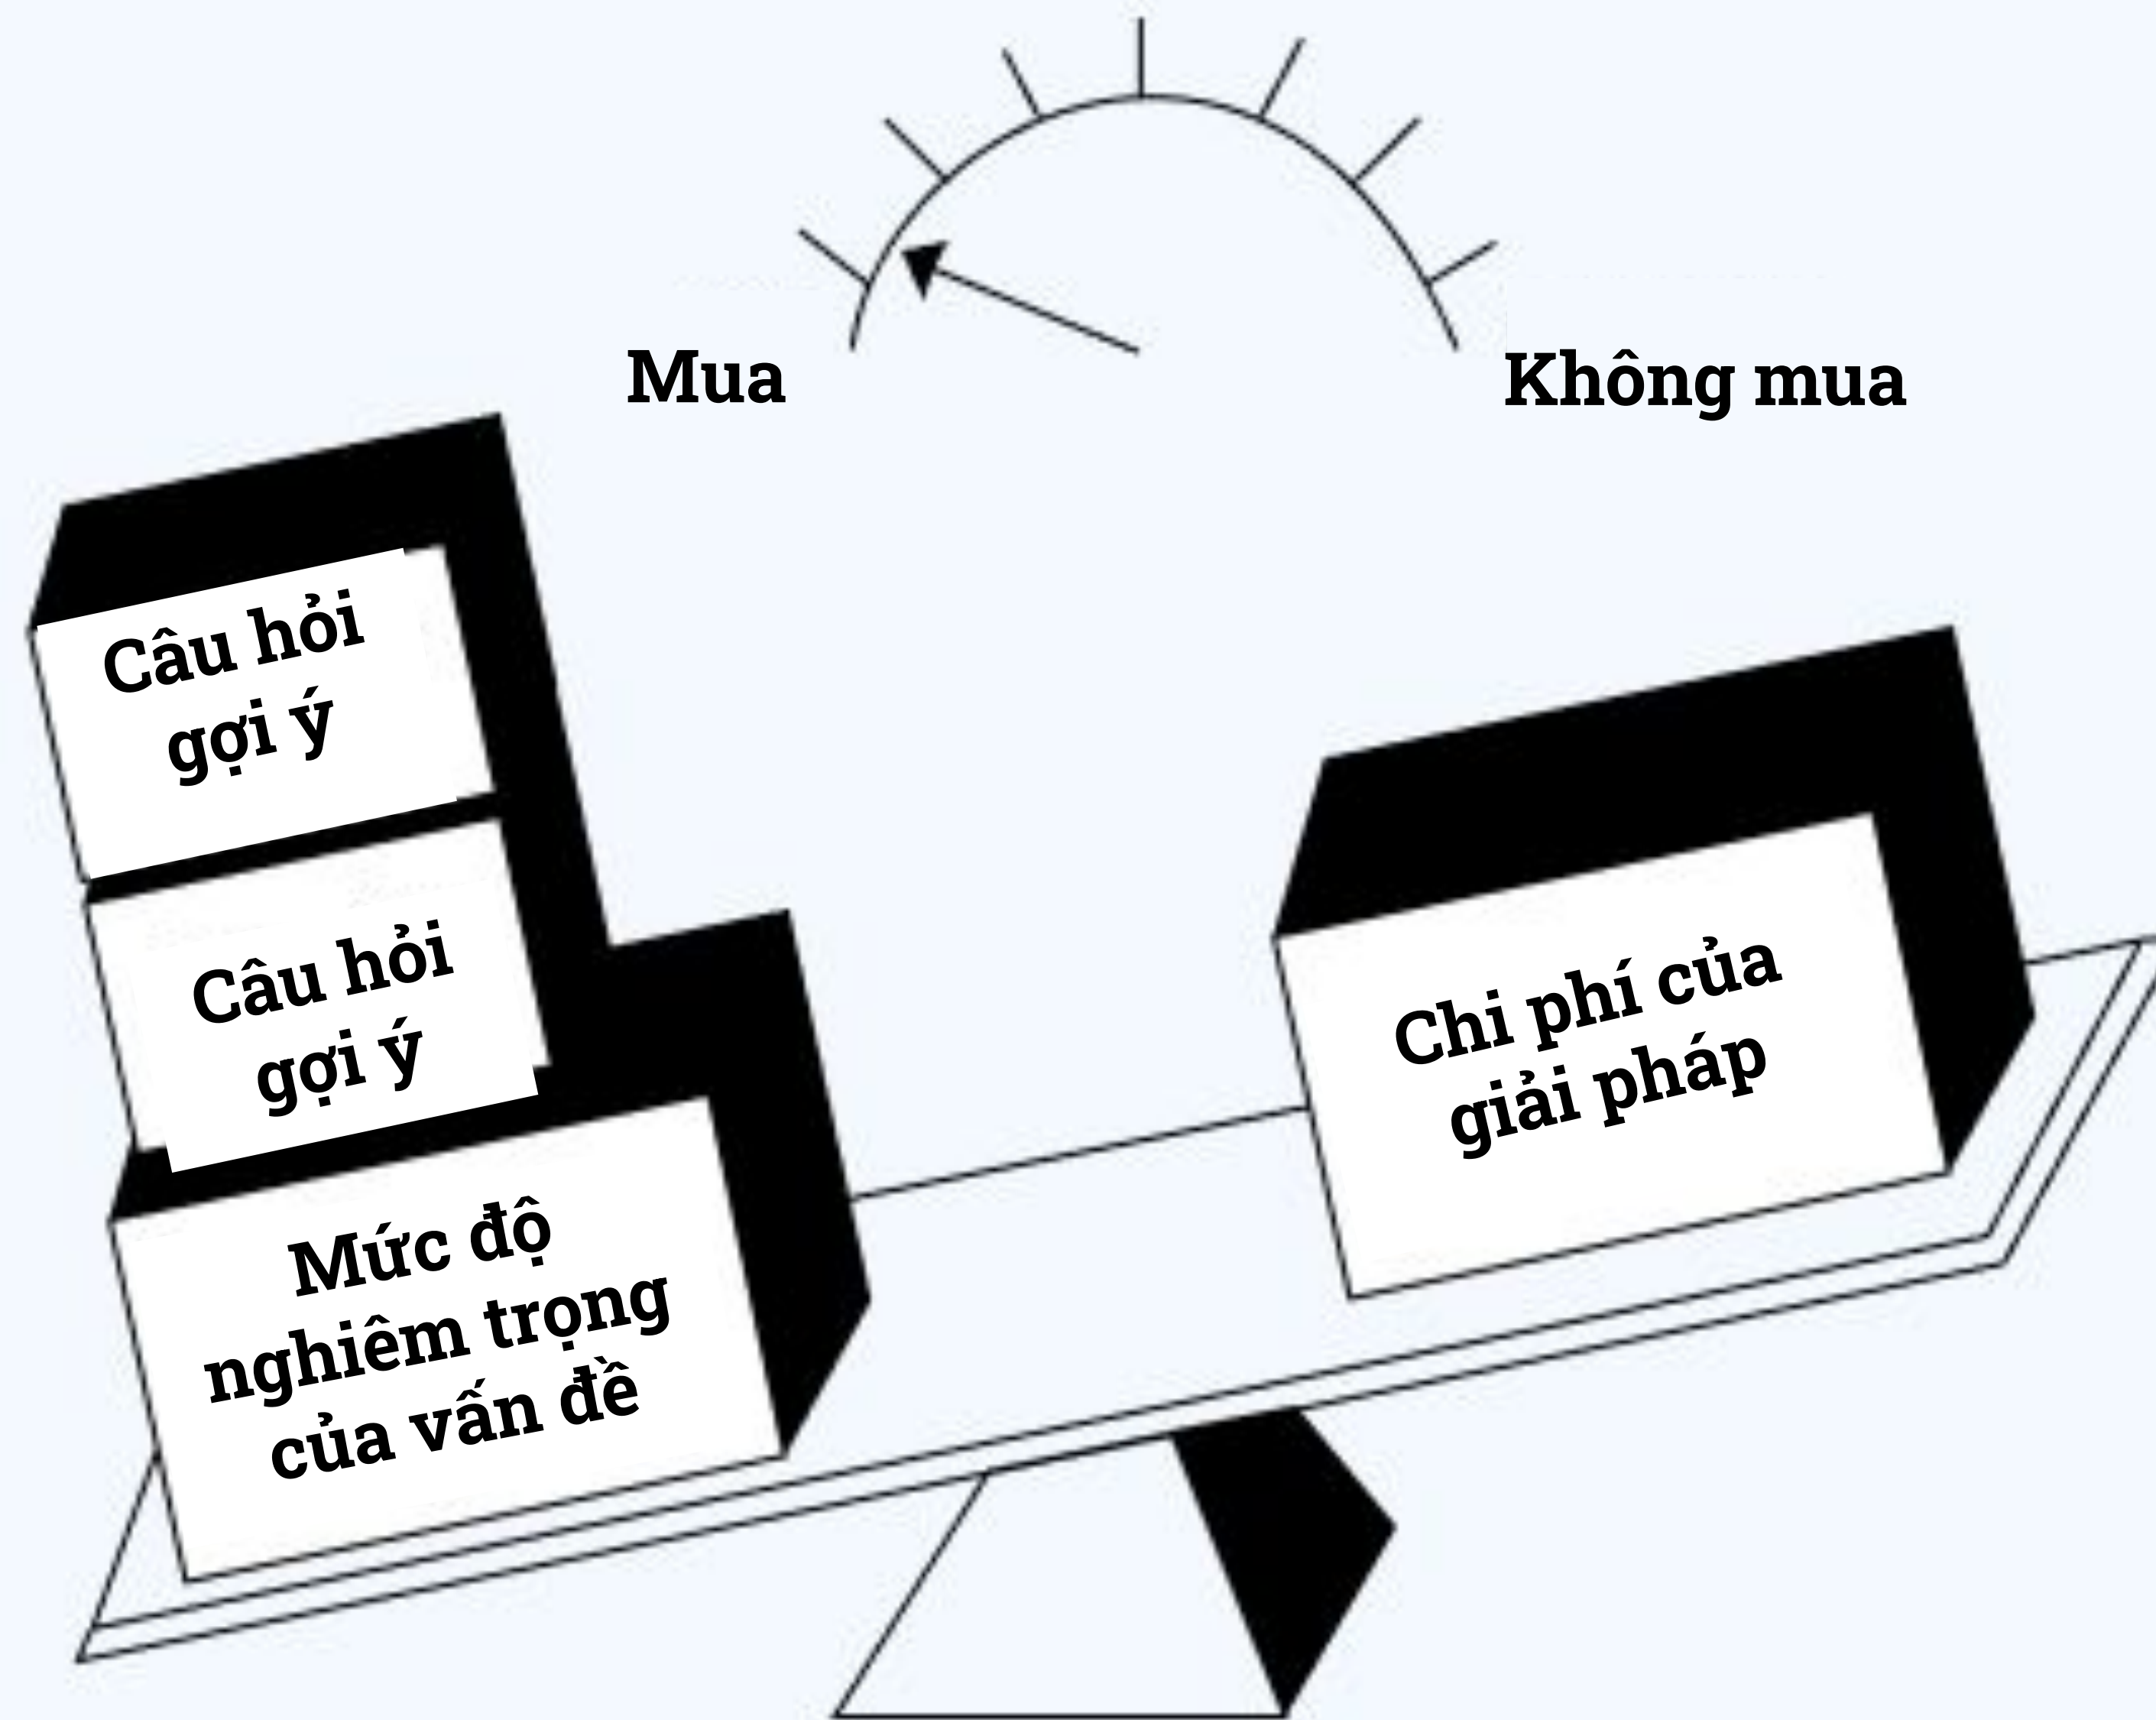 Mua
Không mua
Câu hỏi
gợi ý
Câu hỏi
gợi ý
Mức độ
nghiêm trọng
của vấn đề
Chi phí của
giải pháp